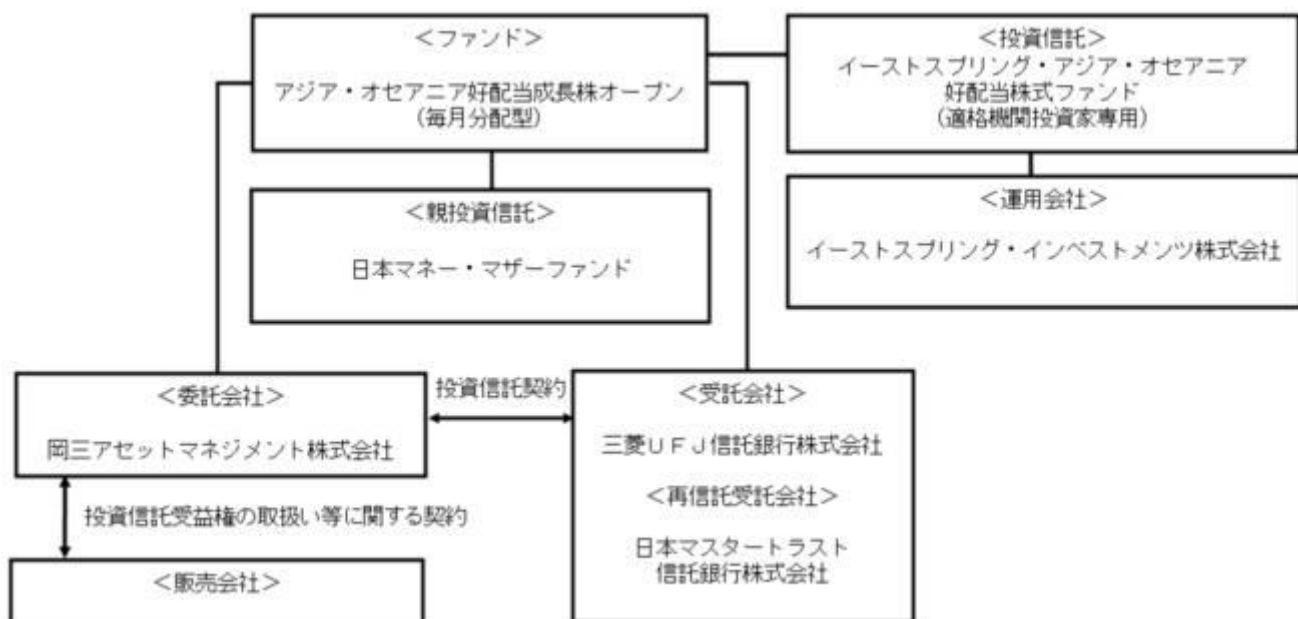 <ファンド>
アジア・オセアニア好配当成長株オープン
(毎月分配型)
<投資信託>
イーストスプリング・アジア・オセアニア
好配当株式ファンド
(適格機関投資家専用)
<親投資信託>
日本マネー・マザーファンド
<運用会社>
イーストスプリング・インベストメンツ株式会社
<委託会社>
岡三アセットマネジメント株式会社
投資信託契約
<受託会社>
三菱UFJ信託銀行株式会社
<再信託受託会社>
日本マスタートラスト
信託銀行株式会社
投資信託受益権の取扱い等に関する契約
<販売会社>